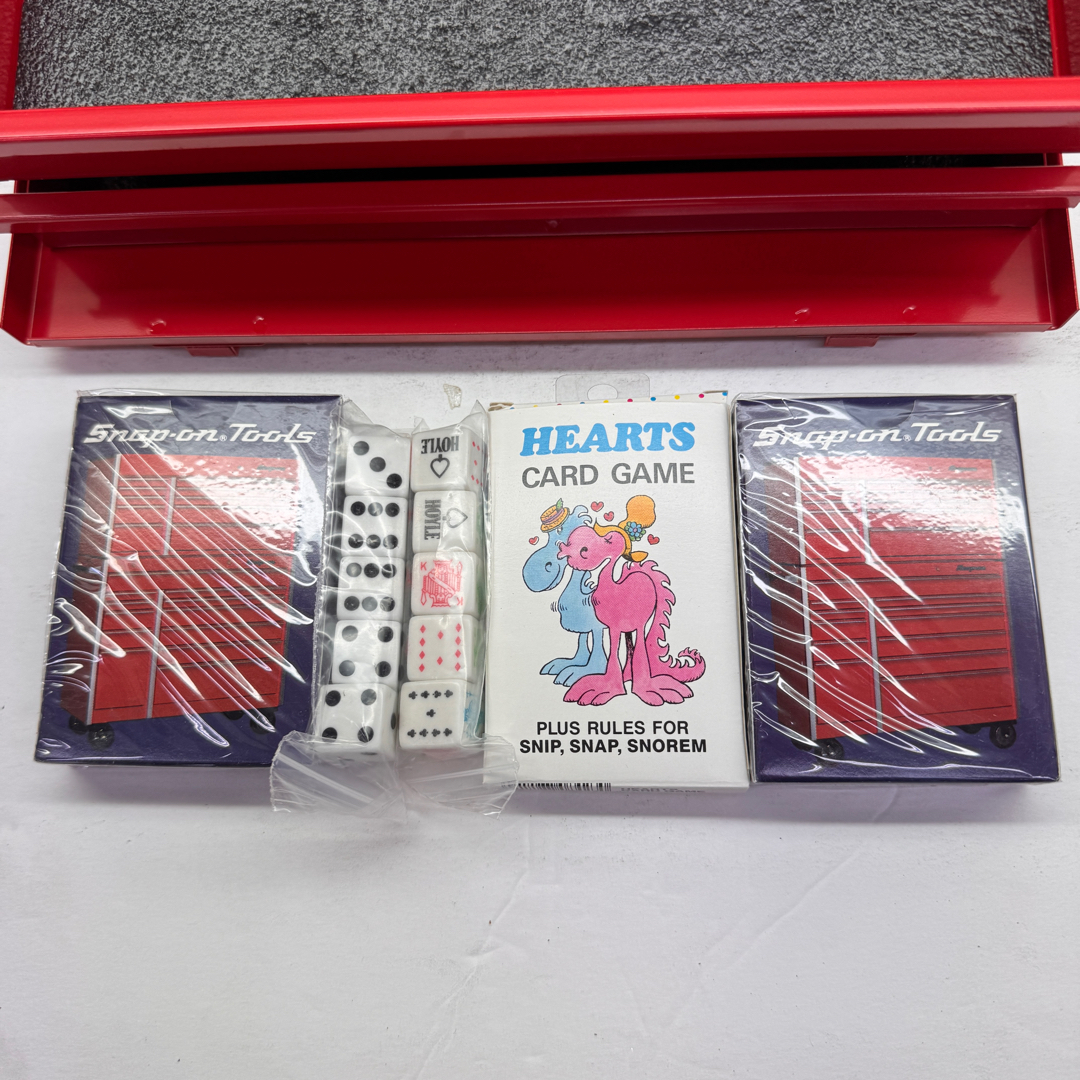 Snap-on® Tools
HOYLE
HOYLE
K
K
HEARTS
CARD GAME
PLUS RULES FOR
SNIP, SNAP, SNOREM
Snap-on® Tools